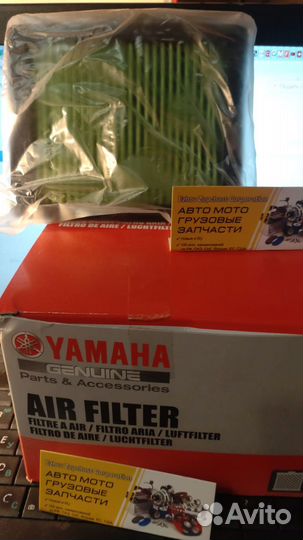 АВТО МОТО
ГРУЗОВЫЕ
ЗАПЧАСТИ
FILTRO DE AIRE / LUCHTFILTER
YAMAHA
GENUINE
Parts & Accessories
AIR FILTER
FILTRE A AIR / FILTRO ARIA / LUFTFILTER
FILTRO DE AIRE / LUCHTFILTER
АВТО МОТО
ГРУЗОВЫЕ
ЗАПЧАСТИ
Avito